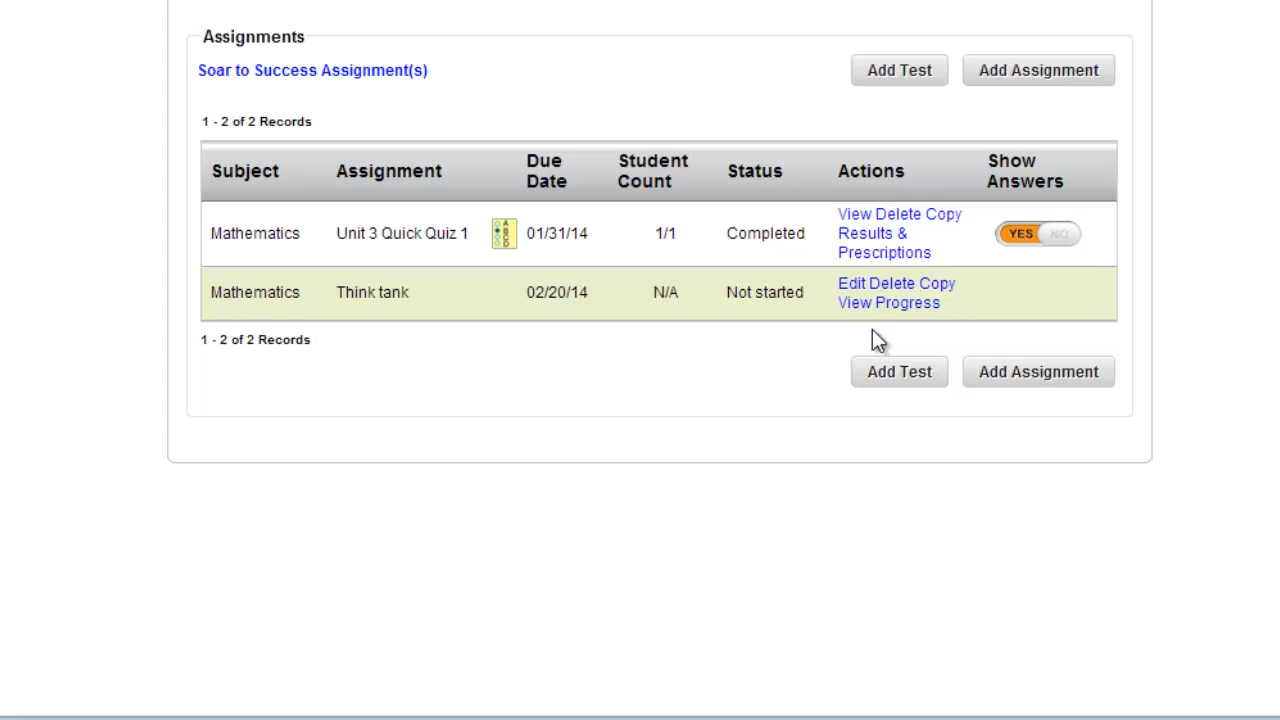 Assignments
Soar to Success Assignment(s)
Add Test
Add Assignment
1 - 2 of 2 Records
Subject
Assignment
Due
Date
Student
Count
Status
Actions
Show
Answers
Mathematics
Unit 3 Quick Quiz 1
A
B
C
D
01/31/14
1/1
Completed
View Delete Copy
Results &
Prescriptions
YES
NO
Mathematics
Think tank
02/20/14
N/A
Not started
Edit Delete Copy
View Progress
1 - 2 of 2 Records
Add Test
Add Assignment